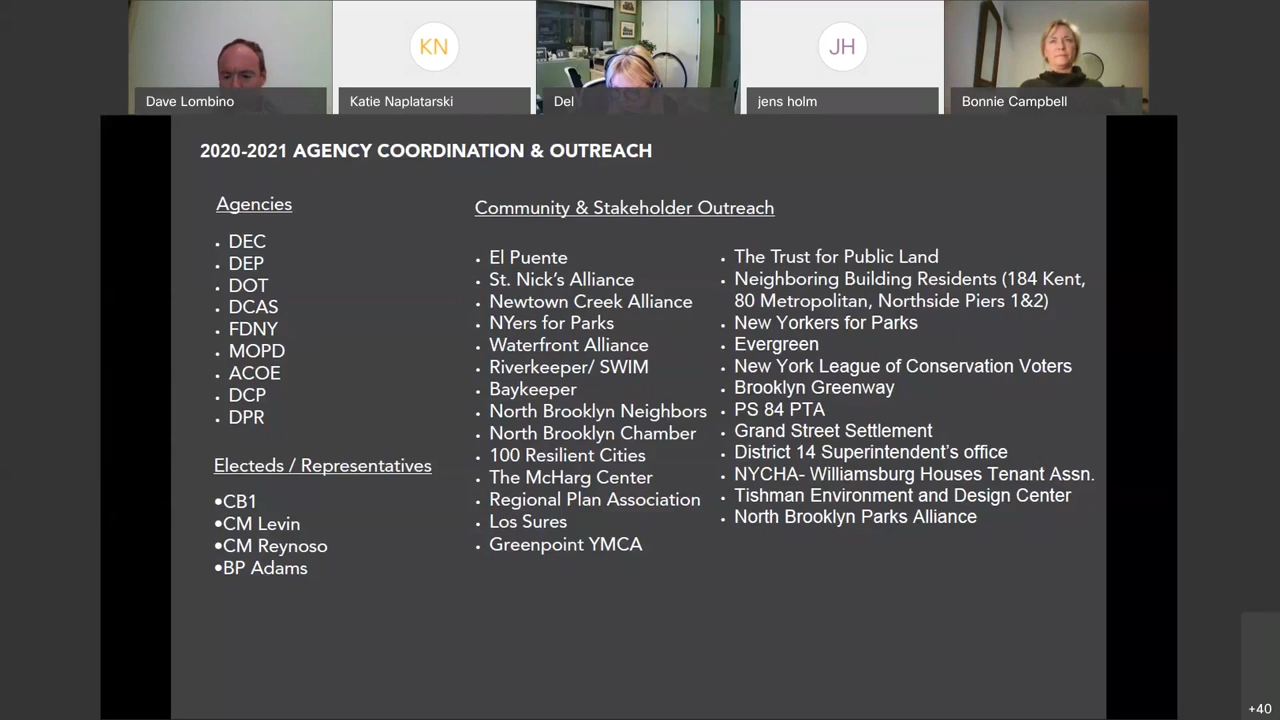 KN
JH
Dave Lombino
Katie Naplatarski
Del
jens holm
Bonnie Campbell
2020-2021 AGENCY COORDINATION & OUTREACH
Agencies
• DEC
• DEP
• DOT
• DCAS
• FDNY
• MOPD
• ACOE
• DCP
• DPR
Electeds / Representatives
•CB1
•CM Levin
•CM Reynoso
•BP Adams
Community & Stakeholder Outreach
• El Puente
• St. Nick's Alliance
• Newtown Creek Alliance
• NYers for Parks
• Waterfront Alliance
• Riverkeeper/ SWIM
• Baykeeper
• North Brooklyn Neighbors
• North Brooklyn Chamber
• 100 Resilient Cities
• The McHarg Center
• Regional Plan Association
• Los Sures
• Greenpoint YMCA
• The Trust for Public Land
• Neighboring Building Residents (184 Kent,
80 Metropolitan, Northside Piers 1&2)
• New Yorkers for Parks
• Evergreen
• New York League of Conservation Voters
• Brooklyn Greenway
• PS 84 PTA
• Grand Street Settlement
• District 14 Superintendent's office
• NYCHA- Williamsburg Houses Tenant Assn.
• Tishman Environment and Design Center
• North Brooklyn Parks Alliance
+40